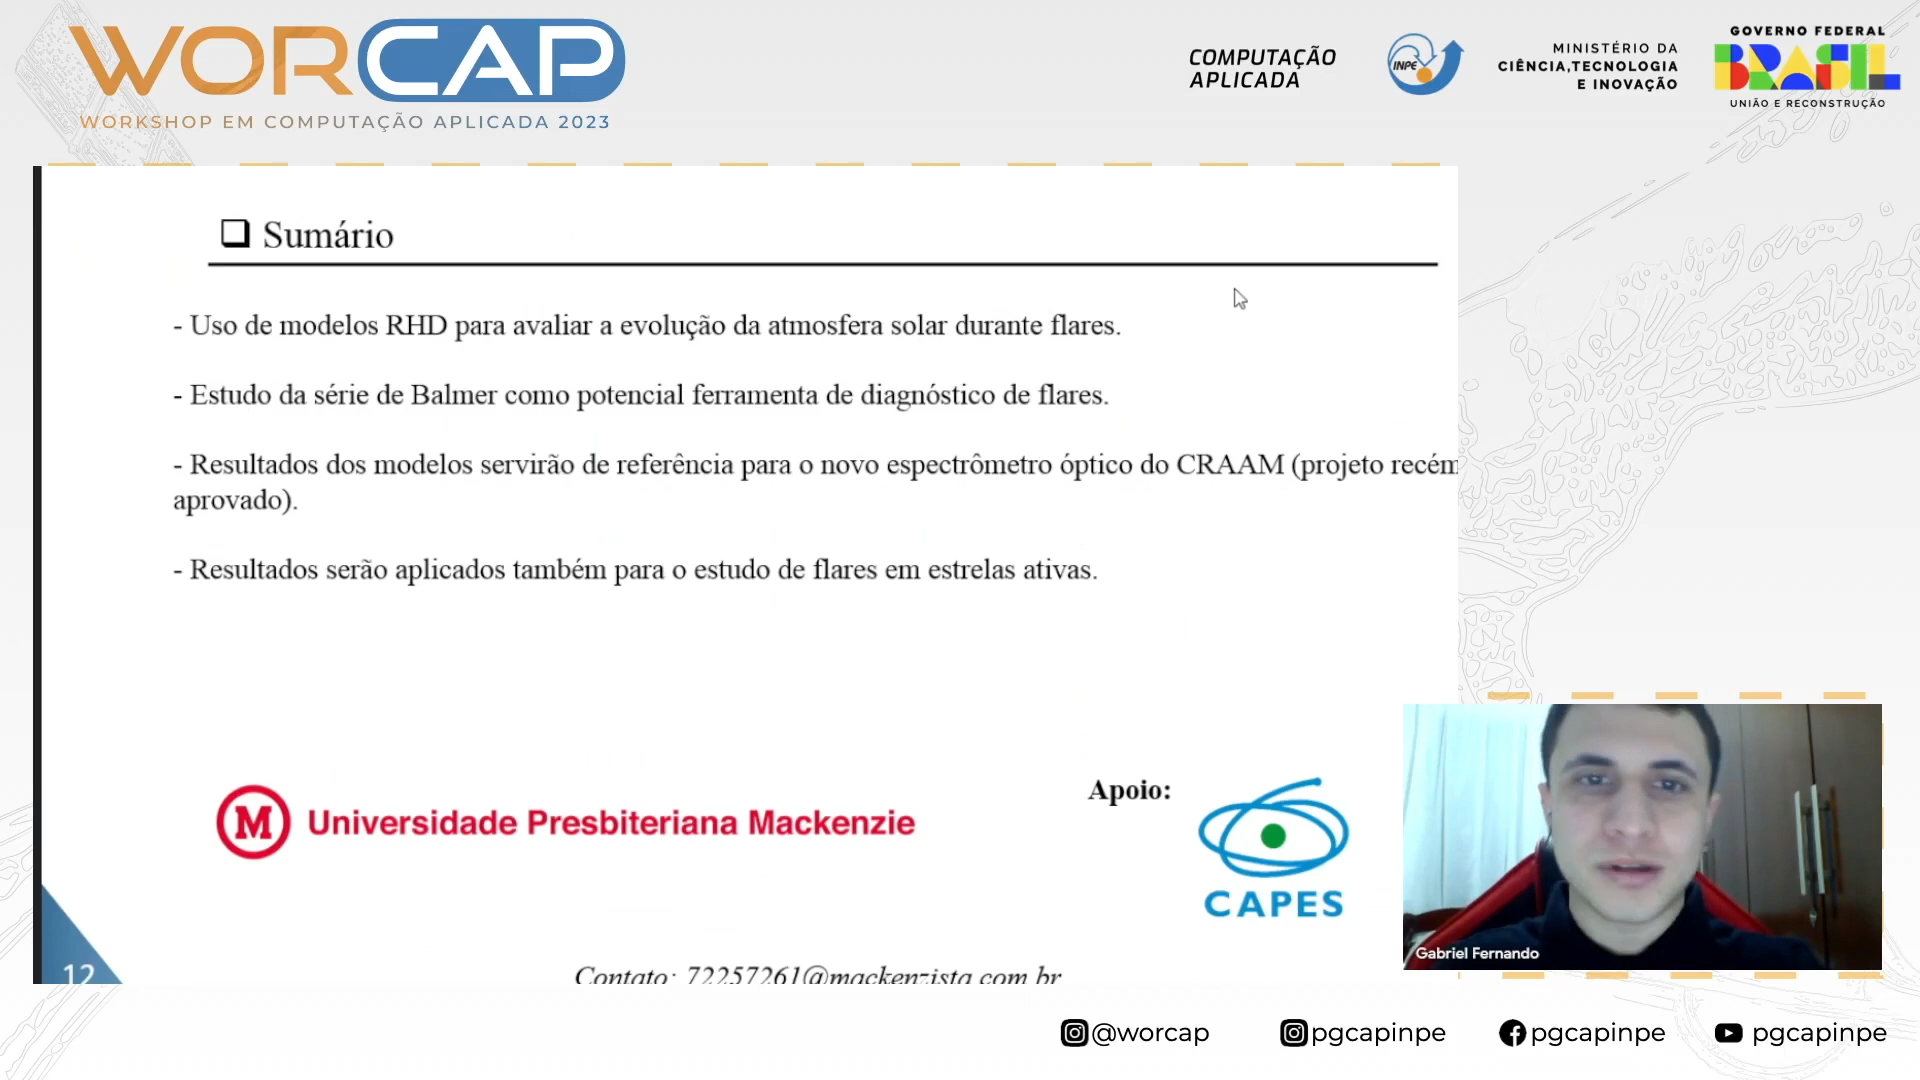 WORCAP
WORKSHOP EM COMPUTAÇÃO APLICADA 2023
COMPUTAÇÃO
APLICADA
INPE
MINISTÉRIO DA
CIÊNCIA,TECNOLOGIA
E INOVAÇÃO
GOVERNO FEDERAL
BRASIL
UNIÃO E RECONSTRUÇÃO
Sumário
- Uso de modelos RHD para avaliar a evolução da atmosfera solar durante flares.
- Estudo da série de Balmer como potencial ferramenta de diagnóstico de flares.
- Resultados dos modelos servirão de referência para o novo espectrômetro óptico do CRAAM (projeto recém
aprovado).
- Resultados serão aplicados também para o estudo de flares em estrelas ativas.
M Universidade Presbiteriana Mackenzie
Apoio:
CAPES
Gabriel Fernando
12
Contato: 72257261@mackenzista.com.br
@worcap
pgcapinpe
pgcapinpe
pgcapinpe